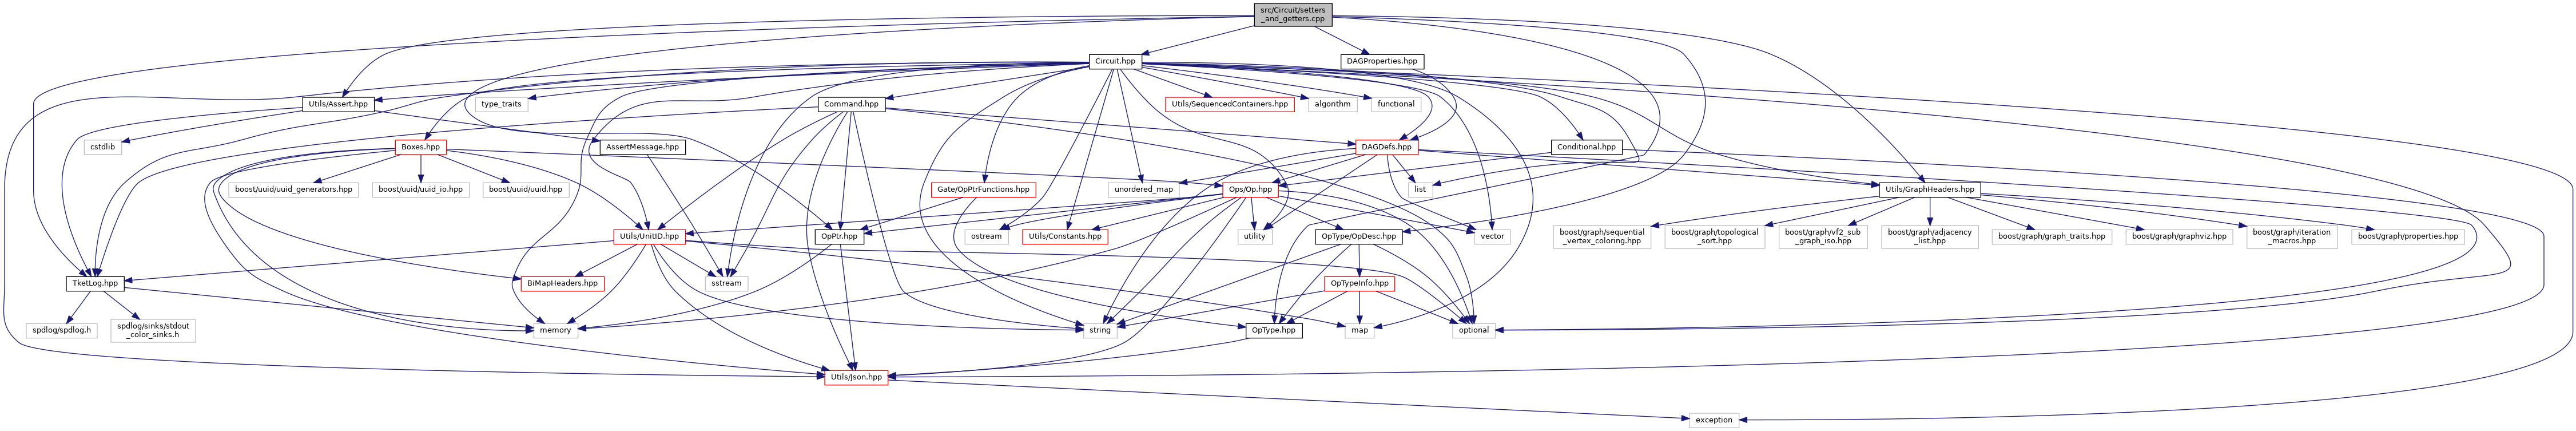 src/Circuit/setters
_and_getters.cpp
Circuit.hpp
DAGProperties.hpp
Utils/Assert.hpp
type_traits
Command.hpp
Utils/SequencedContainers.hpp
algorithm
functional
cstdlib
Boxes.hpp
AssertMessage.hpp
DAGDefs.hpp
Conditional.hpp
boost/uuid/uuid_generators.hpp
boost/uuid/uuid_io.hpp
boost/uuid/uuid.hpp
Gate/OpPtrFunctions.hpp
unordered_map
Ops/Op.hpp
list
Utils/GraphHeaders.hpp
Utils/UnitID.hpp
OpPtr.hpp
ostream
Utils/Constants.hpp
utility
OpType/OpDesc.hpp
vector
boost/graph/sequential
_vertex_coloring.hpp
boost/graph/topological
_sort.hpp
boost/graph/vf2_sub
_graph_iso.hpp
boost/graph/adjacency
_list.hpp
boost/graph/graph_traits.hpp
boost/graph/graphviz.hpp
boost/graph/iteration
_macros.hpp
boost/graph/properties.hpp
TketLog.hpp
BiMapHeaders.hpp
sstream
OpTypeInfo.hpp
spdlog/spdlog.h
spdlog/sinks/stdout
_color_sinks.h
memory
string
OpType.hpp
map
optional
Utils/Json.hpp
exception